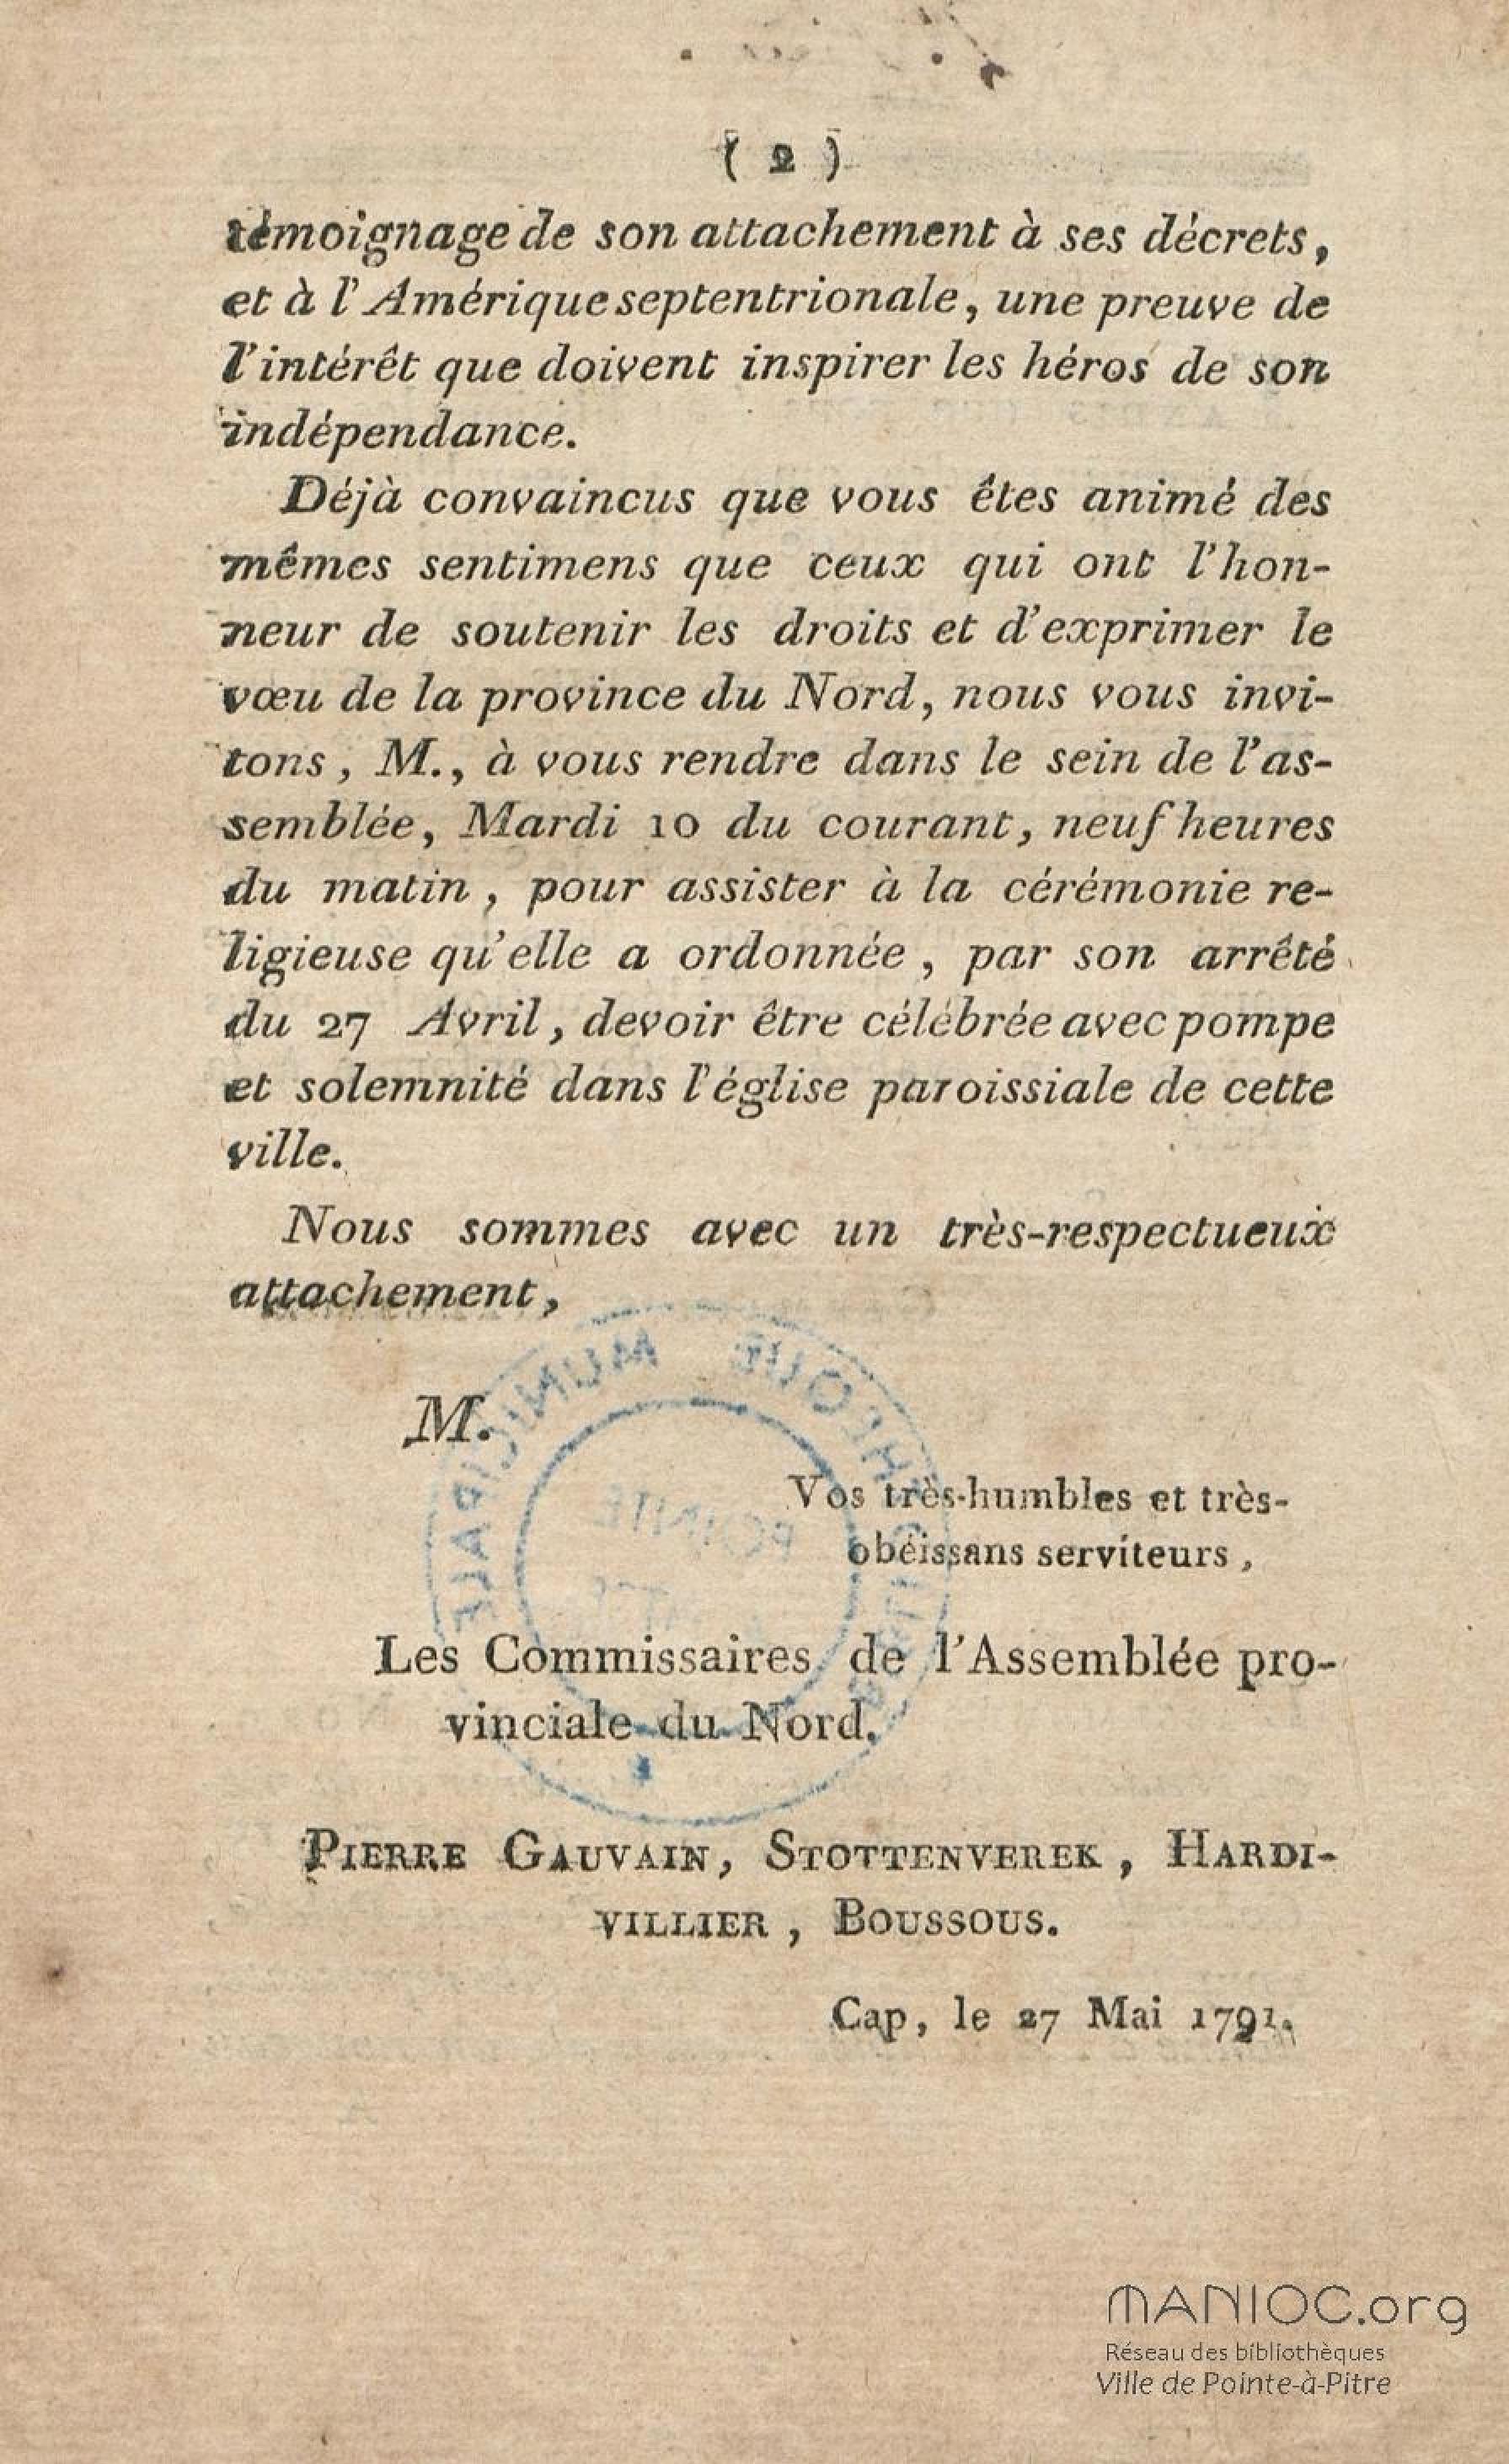 ( 2 )
témoignage de son attachement à ses décrets,
et à l'Amérique septentrionale, une preuve de
l'intérêt que doivent inspirer les héros de son
indépendance.
Déjà convaincus que vous êtes animé des
mêmes sentimens que ceux qui ont l'hon-
neur de soutenir les droits et d'exprimer le
vœu de la province du Nord, nous vous invi-
tons, M., à vous rendre dans le sein de l'as-
semblée, Mardi 10 du courant, neuf heures
du matin, pour assister à la cérémonie re-
ligieuse qu'elle a ordonnée, par son arrêté
du 27 Avril, devoir être célébrée avec pompe
et solemnité dans l'église paroissiale de cette
ville.
Nous sommes avec un très-respectueux
attachement,
M.
Vos très-humbles et très-
obéissans serviteurs,
Les Commissaires de l'Assemblée pro-
vinciale du Nord.
PIERRE GAUVAIN, STOTTENVEREK, HARDI-
VILLIER, BOUSSOUS.
Cap, le 27 Mai 1791.
MANIOC.org
Réseau des bibliothèques
Ville de Pointe-à-Pitre